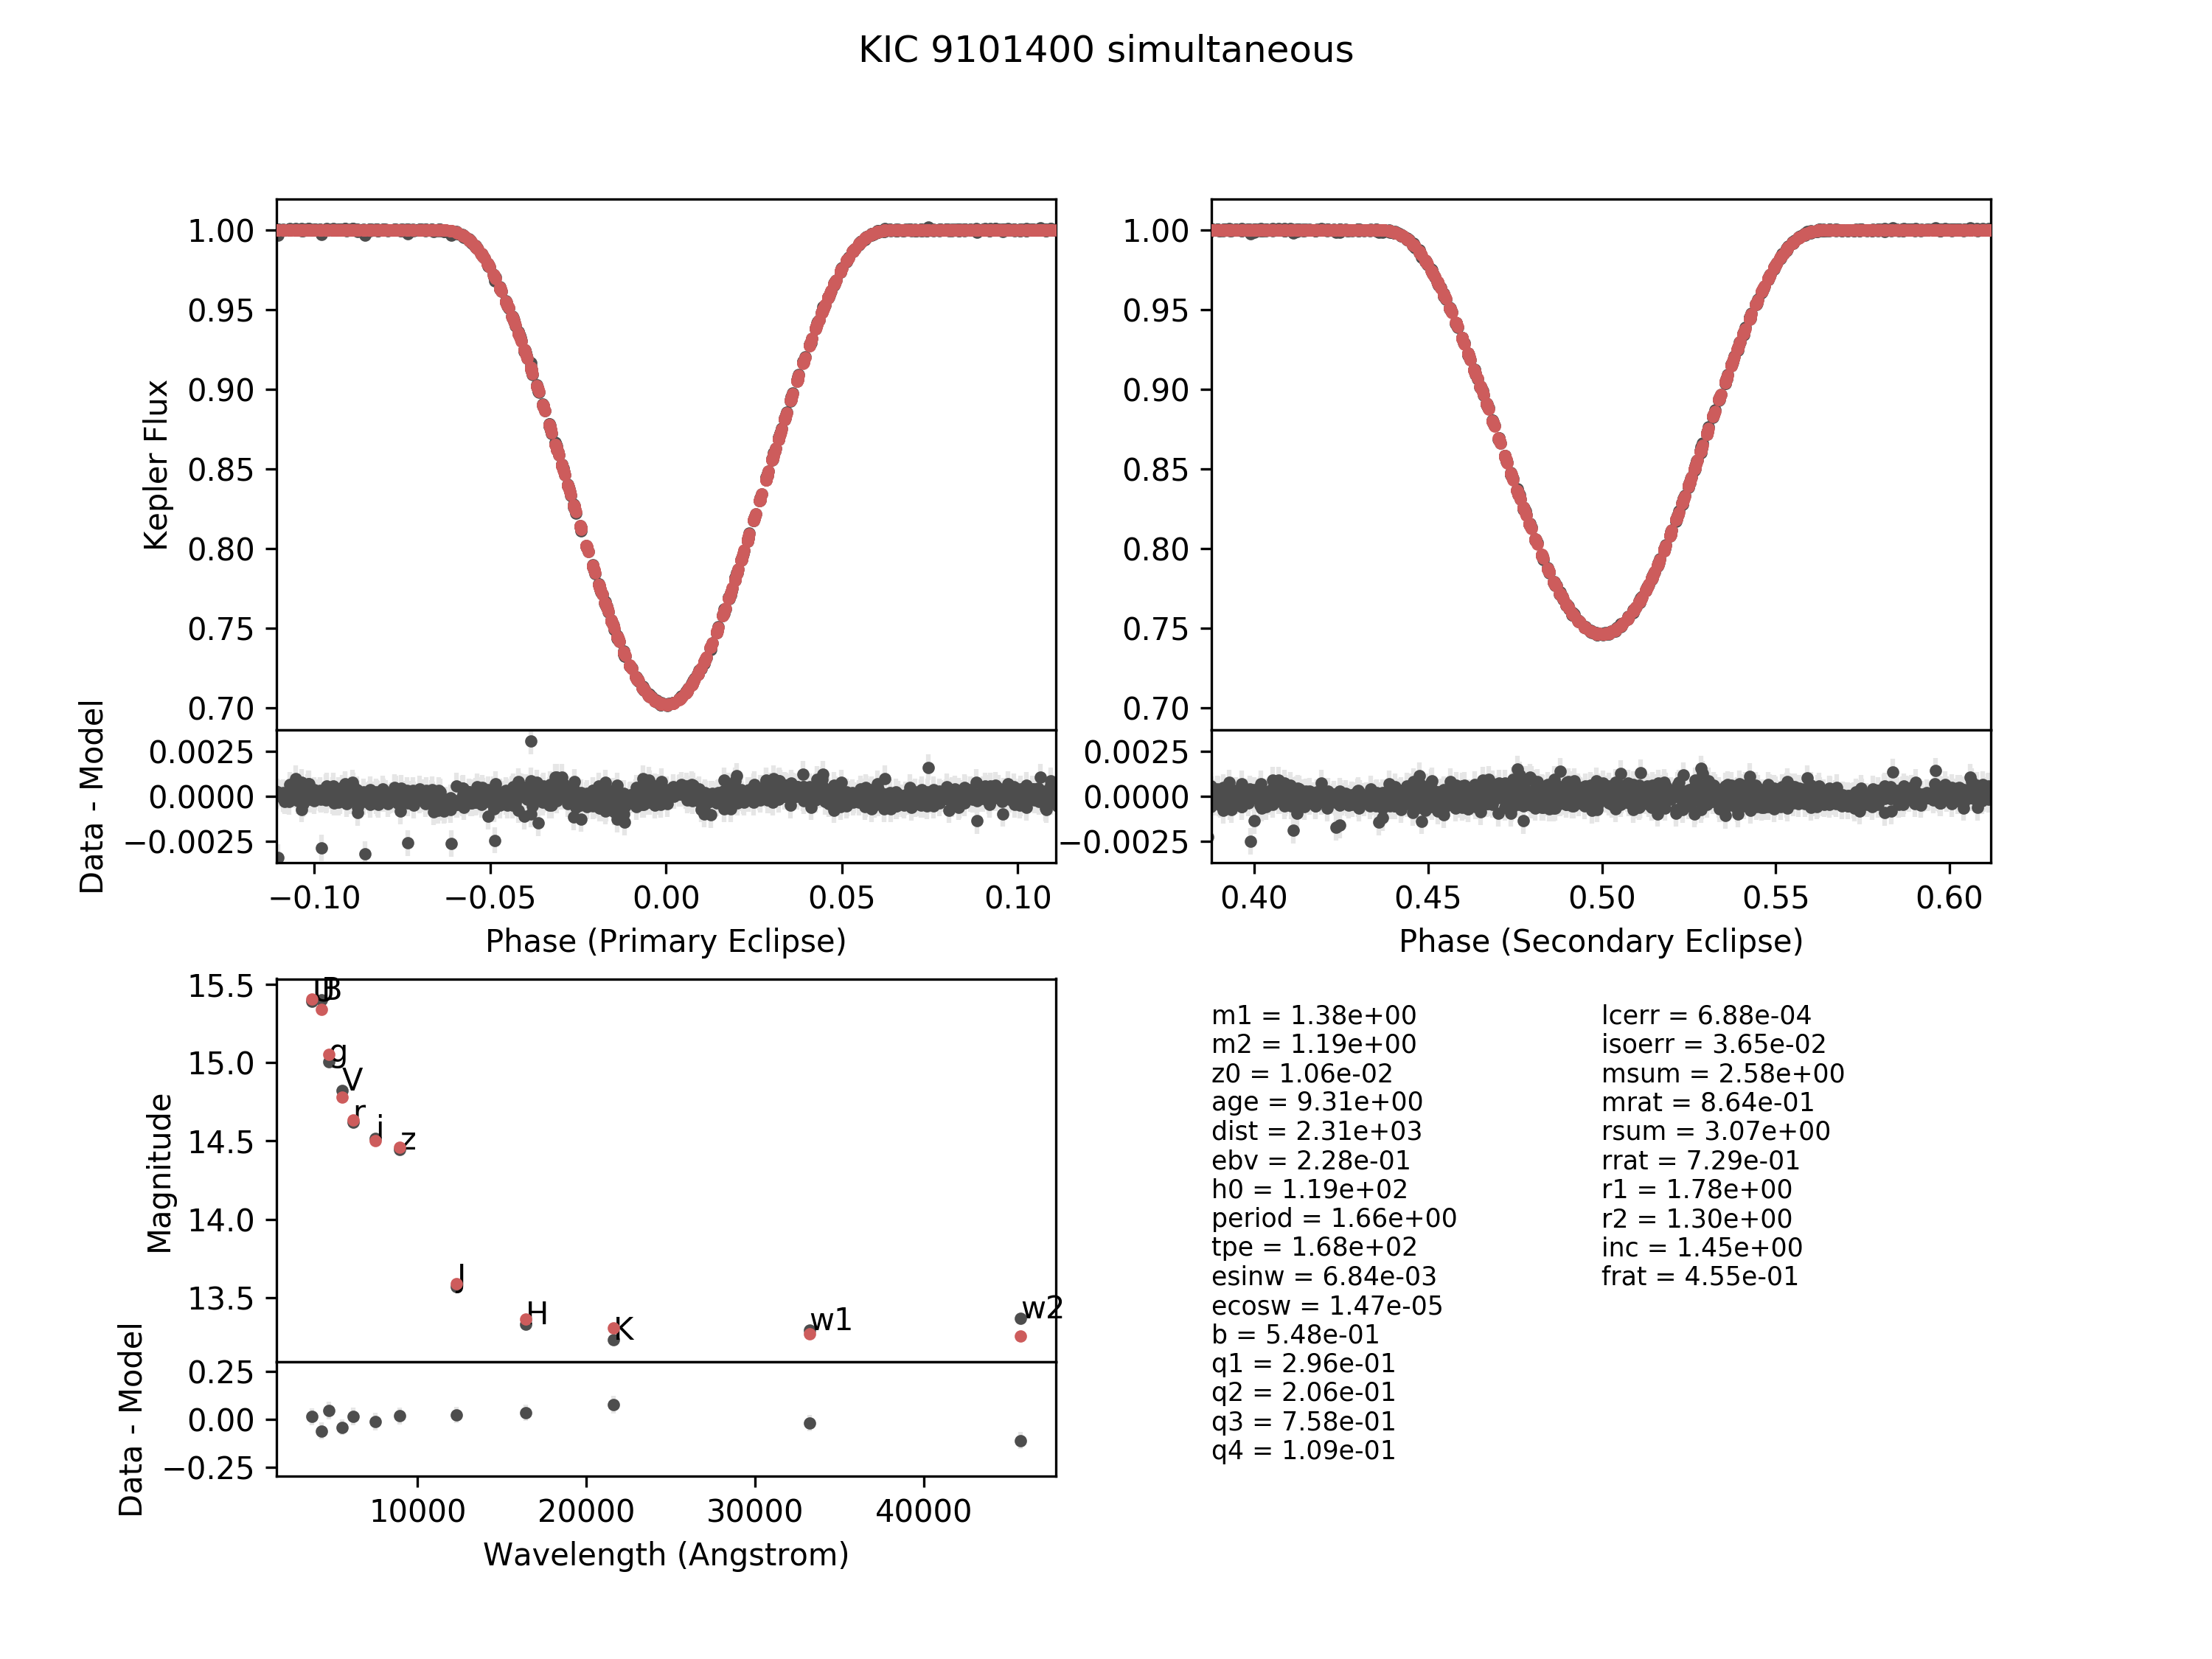 KIC 9101400 simultaneous
Kepler Flux
1.00
0.95
0.90
0.85
0.80
0.75
0.70
1.00
0.95
0.90
0.85
0.80
0.75
0.70
Data - Model
0.0025
0.0000
−0.0025
0.0025
0.0000
−0.0025
−0.10 −0.05 0.00 0.05 0.10
Phase (Primary Eclipse)
0.40 0.45 0.50 0.55 0.60
Phase (Secondary Eclipse)
Magnitude
15.5
15.0
14.5
14.0
13.5
U
B
g
V
r
i
z
J
H
K
w1
w2
Data - Model
0.25
0.00
−0.25
10000 20000 30000 40000
Wavelength (Angstrom)
m1 = 1.38e+00
m2 = 1.19e+00
z0 = 1.06e-02
age = 9.31e+00
dist = 2.31e+03
ebv = 2.28e-01
h0 = 1.19e+02
period = 1.66e+00
tpe = 1.68e+02
esinw = 6.84e-03
ecosw = 1.47e-05
b = 5.48e-01
q1 = 2.96e-01
q2 = 2.06e-01
q3 = 7.58e-01
q4 = 1.09e-01
lcerr = 6.88e-04
isoerr = 3.65e-02
msum = 2.58e+00
mrat = 8.64e-01
rsum = 3.07e+00
rrat = 7.29e-01
r1 = 1.78e+00
r2 = 1.30e+00
inc = 1.45e+00
frat = 4.55e-01